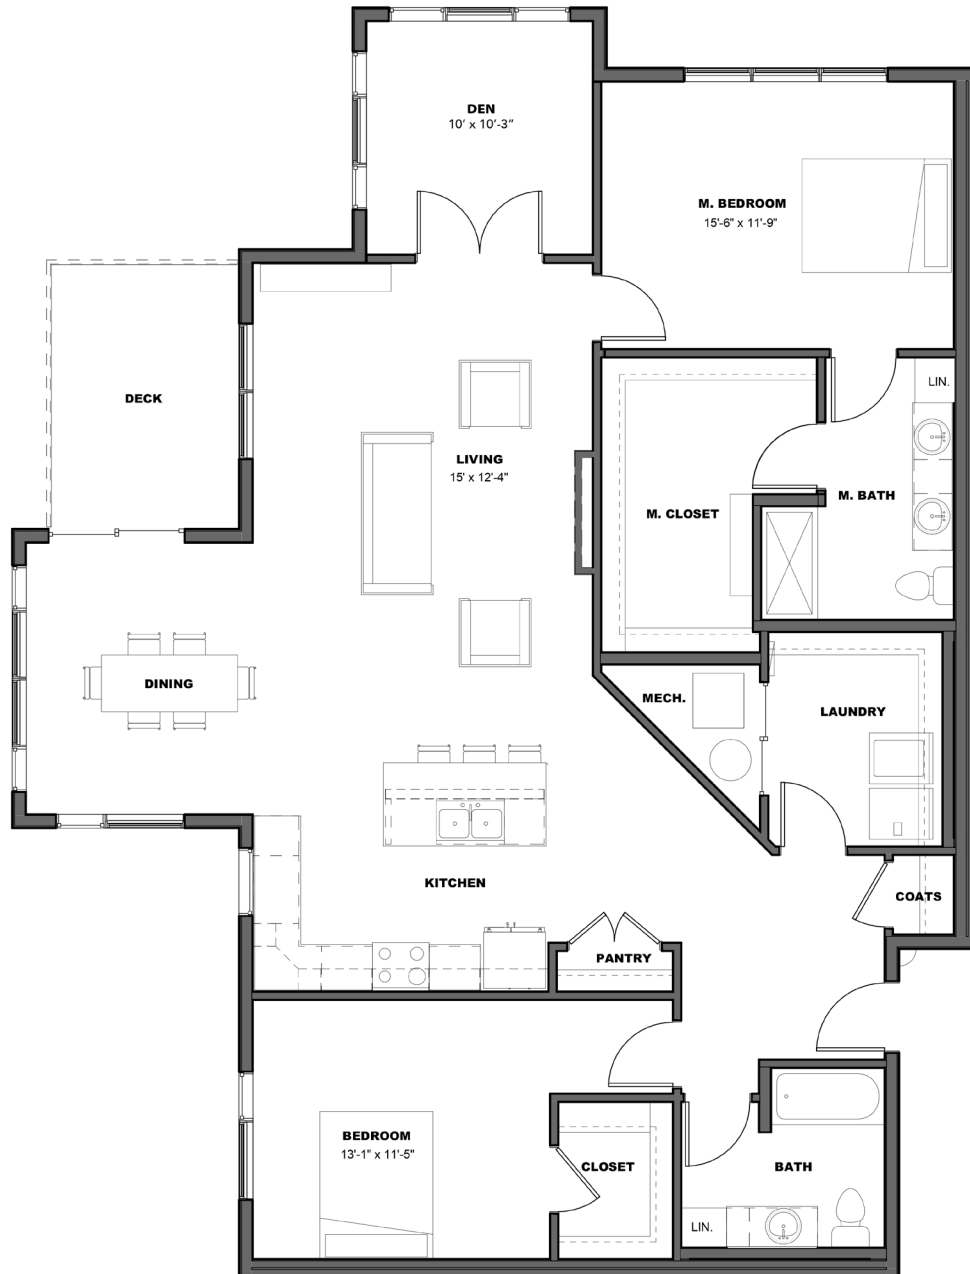 DEN
10' x 10'-3"
M. BEDROOM
15'-6" x 11'-9"
DECK
LIN.
LIVING
15' x 12'-4"
M. CLOSET
M. BATH
DINING
MECH.
LAUNDRY
KITCHEN
COATS
PANTRY
BEDROOM
13'-1" x 11'-5"
CLOSET
BATH
LIN.